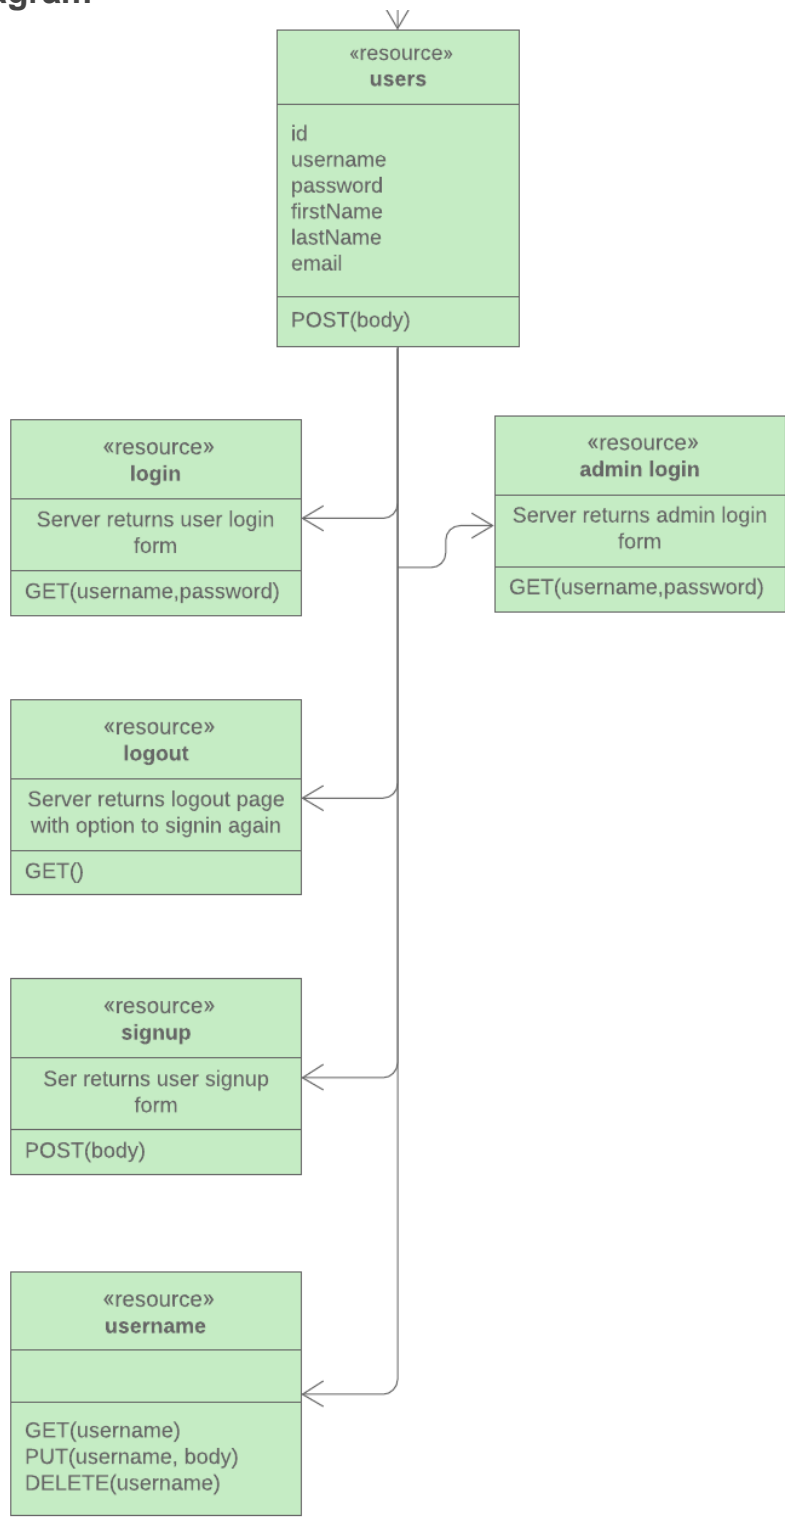 «resource»
users
id
username
password
firstName
lastName
email
POST(body)
«resource»
login
Server returns user login
form
GET(username,password)
«resource»
admin login
Server returns admin login
form
GET(username,password)
«resource»
logout
Server returns logout page
with option to signin again
GET()
«resource»
signup
Ser returns user signup
form
POST(body)
«resource»
username
GET(username)
PUT(username, body)
DELETE(username)